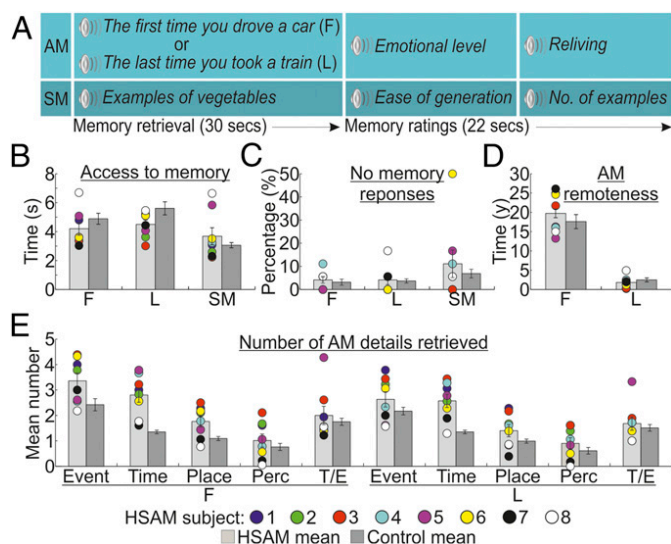 A
AM
The first time you drove a car (F)
or
The last time you took a train (L)
Emotional level
Reliving
SM
Examples of vegetables
Ease of generation
No. of examples
Memory retrieval (30 secs)
Memory ratings (22 secs)
B
Access to memory
Time (s)
8
6
4
2
0
F
L
SM
C
No memory
reponses
Percentage (%)
50
40
30
20
10
0
F
L
SM
D
AM
remoteness
Time (y)
30
25
20
15
10
5
0
F
L
E
Number of AM details retrieved
Mean number
5
4
3
2
1
0
Event Time Place Perc T/E Event Time Place Perc T/E
F L
HSAM subject: 1 2 3 4 5 6 7 8
HSAM mean Control mean